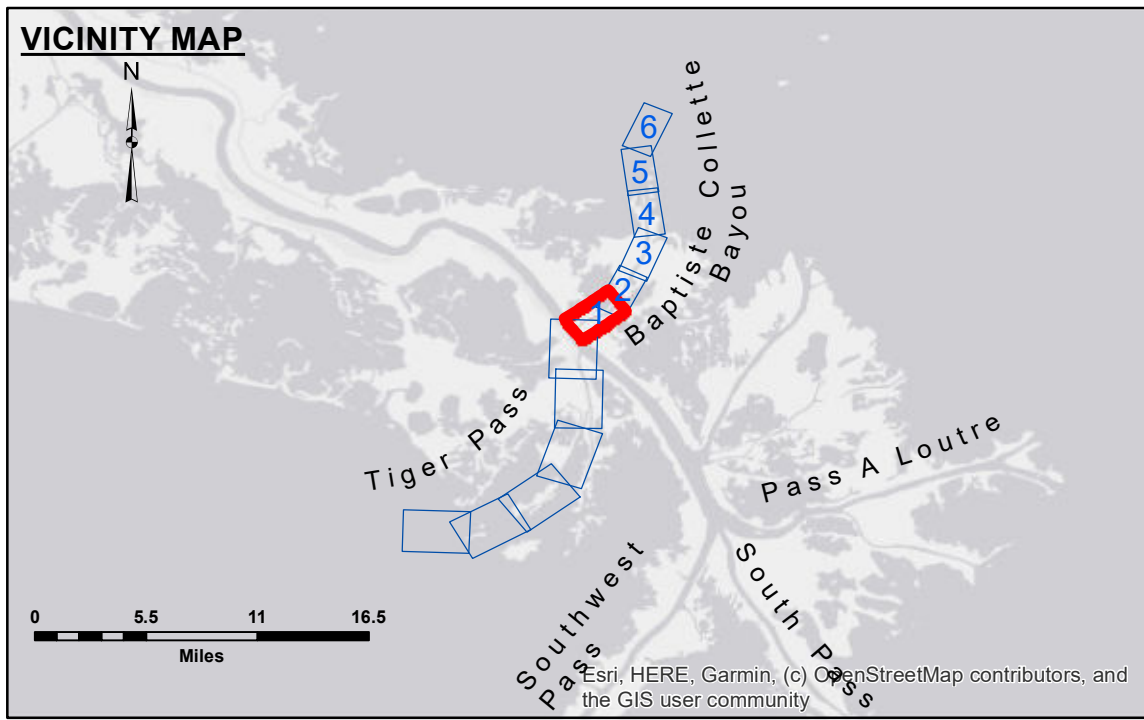 VICINITY MAP
N
6
5
4
3
2
1
Baptiste Collette
Bayou
Tiger Pass
Pass A Loutre
Southwest
Pass
South Pass
0 5.5 11 16.5
Miles
Esri, HERE, Garmin, (c) OpenStreetMap contributors, and
the GIS user community